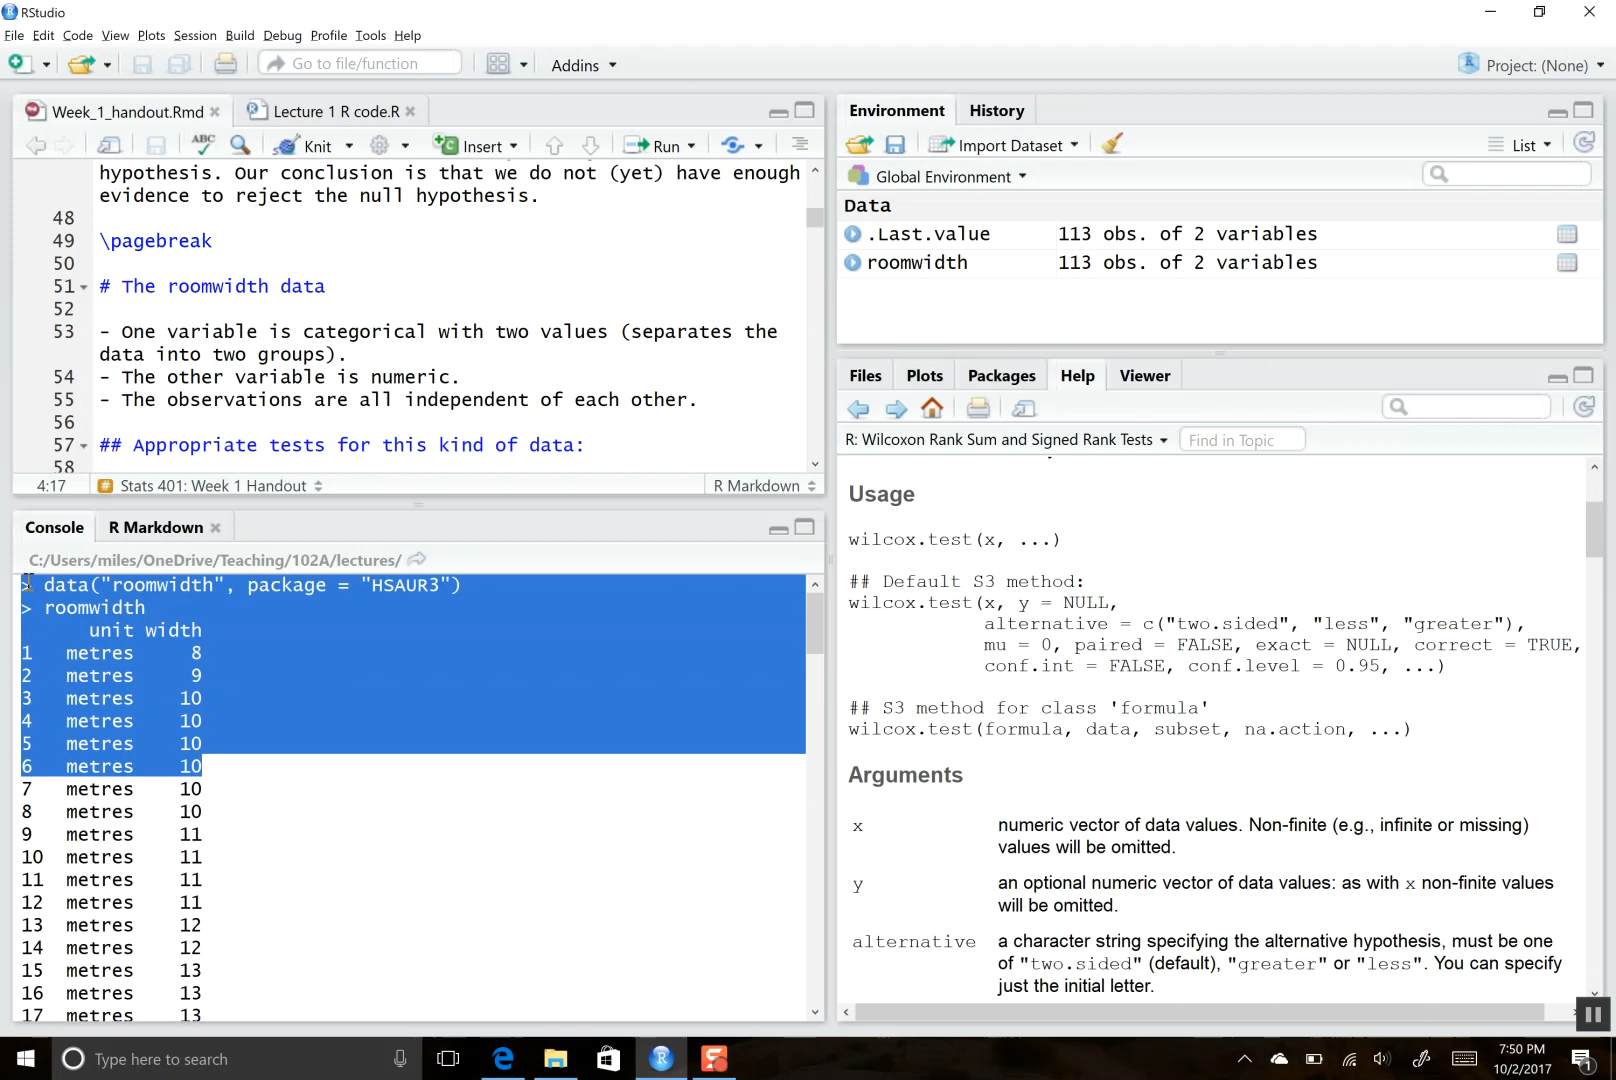 RStudio
File Edit Code View Plots Session Build Debug Profile Tools Help
Go to file/function Addins Project: (None)
Week_1_handout.Rmd Lecture 1 R code.R
ABC Knit Insert Run
hypothesis. Our conclusion is that we do not (yet) have enough
evidence to reject the null hypothesis.
48
49 \pagebreak
50
51 # The roomwidth data
52
53 - One variable is categorical with two values (separates the
data into two groups).
54 - The other variable is numeric.
55 - The observations are all independent of each other.
56
57 ## Appropriate tests for this kind of data:
58
4:17 Stats 401: Week 1 Handout R Markdown
Console R Markdown
C:/Users/miles/OneDrive/Teaching/102A/lectures/
> data("roomwidth", package = "HSAUR3")
> roomwidth
unit width
1 metres 8
2 metres 9
3 metres 10
4 metres 10
5 metres 10
6 metres 10
7 metres 10
8 metres 10
9 metres 11
10 metres 11
11 metres 11
12 metres 11
13 metres 12
14 metres 12
15 metres 13
16 metres 13
17 metres 13
Environment History
Import Dataset List
Global Environment
Data
.Last.value 113 obs. of 2 variables
roomwidth 113 obs. of 2 variables
Files Plots Packages Help Viewer
R: Wilcoxon Rank Sum and Signed Rank Tests Find in Topic
Usage
wilcox.test(x, ...)
## Default S3 method:
wilcox.test(x, y = NULL,
alternative = c("two.sided", "less", "greater"),
mu = 0, paired = FALSE, exact = NULL, correct = TRUE,
conf.int = FALSE, conf.level = 0.95, ...)
## S3 method for class 'formula'
wilcox.test(formula, data, subset, na.action, ...)
Arguments
x numeric vector of data values. Non-finite (e.g., infinite or missing)
values will be omitted.
y an optional numeric vector of data values: as with x non-finite values
will be omitted.
alternative a character string specifying the alternative hypothesis, must be one
of "two.sided" (default), "greater" or "less". You can specify
just the initial letter.
Type here to search
7:50 PM
10/2/2017
1